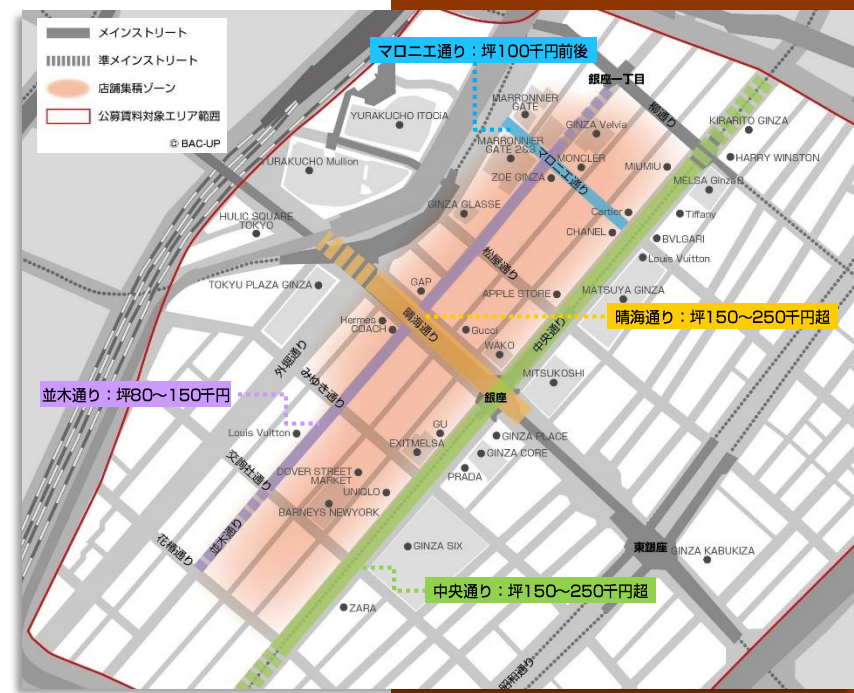 メインストリート
準メインストリート
店舗集積ゾーン
公募賃料対象エリア範囲
© BAC-UP
マロニエ通り：坪100千円前後
銀座一丁目
MARRONNIER
GATE
YURAKUCHO ITOCiA
GINZA Velvia
柳通り
KIRARITO GINZA
MARRONNIER
GATE 2&3
マロニエ通り
MONCLER
HARRY WINSTON
YURAKUCHO Mullion
ZOE GINZA
MIUMIU
MELSA Ginza2
GINZA GLASSE
Cartier
Tiffany
HULIC SQUARE
TOKYO
CHANEL
BVLGARI
松屋通り
Louis Vuitton
TOKYU PLAZA GINZA
GAP
APPLE STORE
MATSUYA GINZA
晴海通り
晴海通り：坪150～250千円超
Hermes
COACH
Gucci
中央通り
WAKO
外堀通り
みゆき通り
MITSUKOSHI
並木通り：坪80～150千円
銀座
Louis Vuitton
GU
EXITMELSA
GINZA PLACE
GINZA CORE
交詢社通り
DOVER STREET
MARKET
PRADA
UNIQLO
BARNEYS NEWYORK
並木通り
花椿通り
GINZA SIX
東銀座
GINZA KABUKIZA
中央通り：坪150～250千円超
ZARA
昭和通り